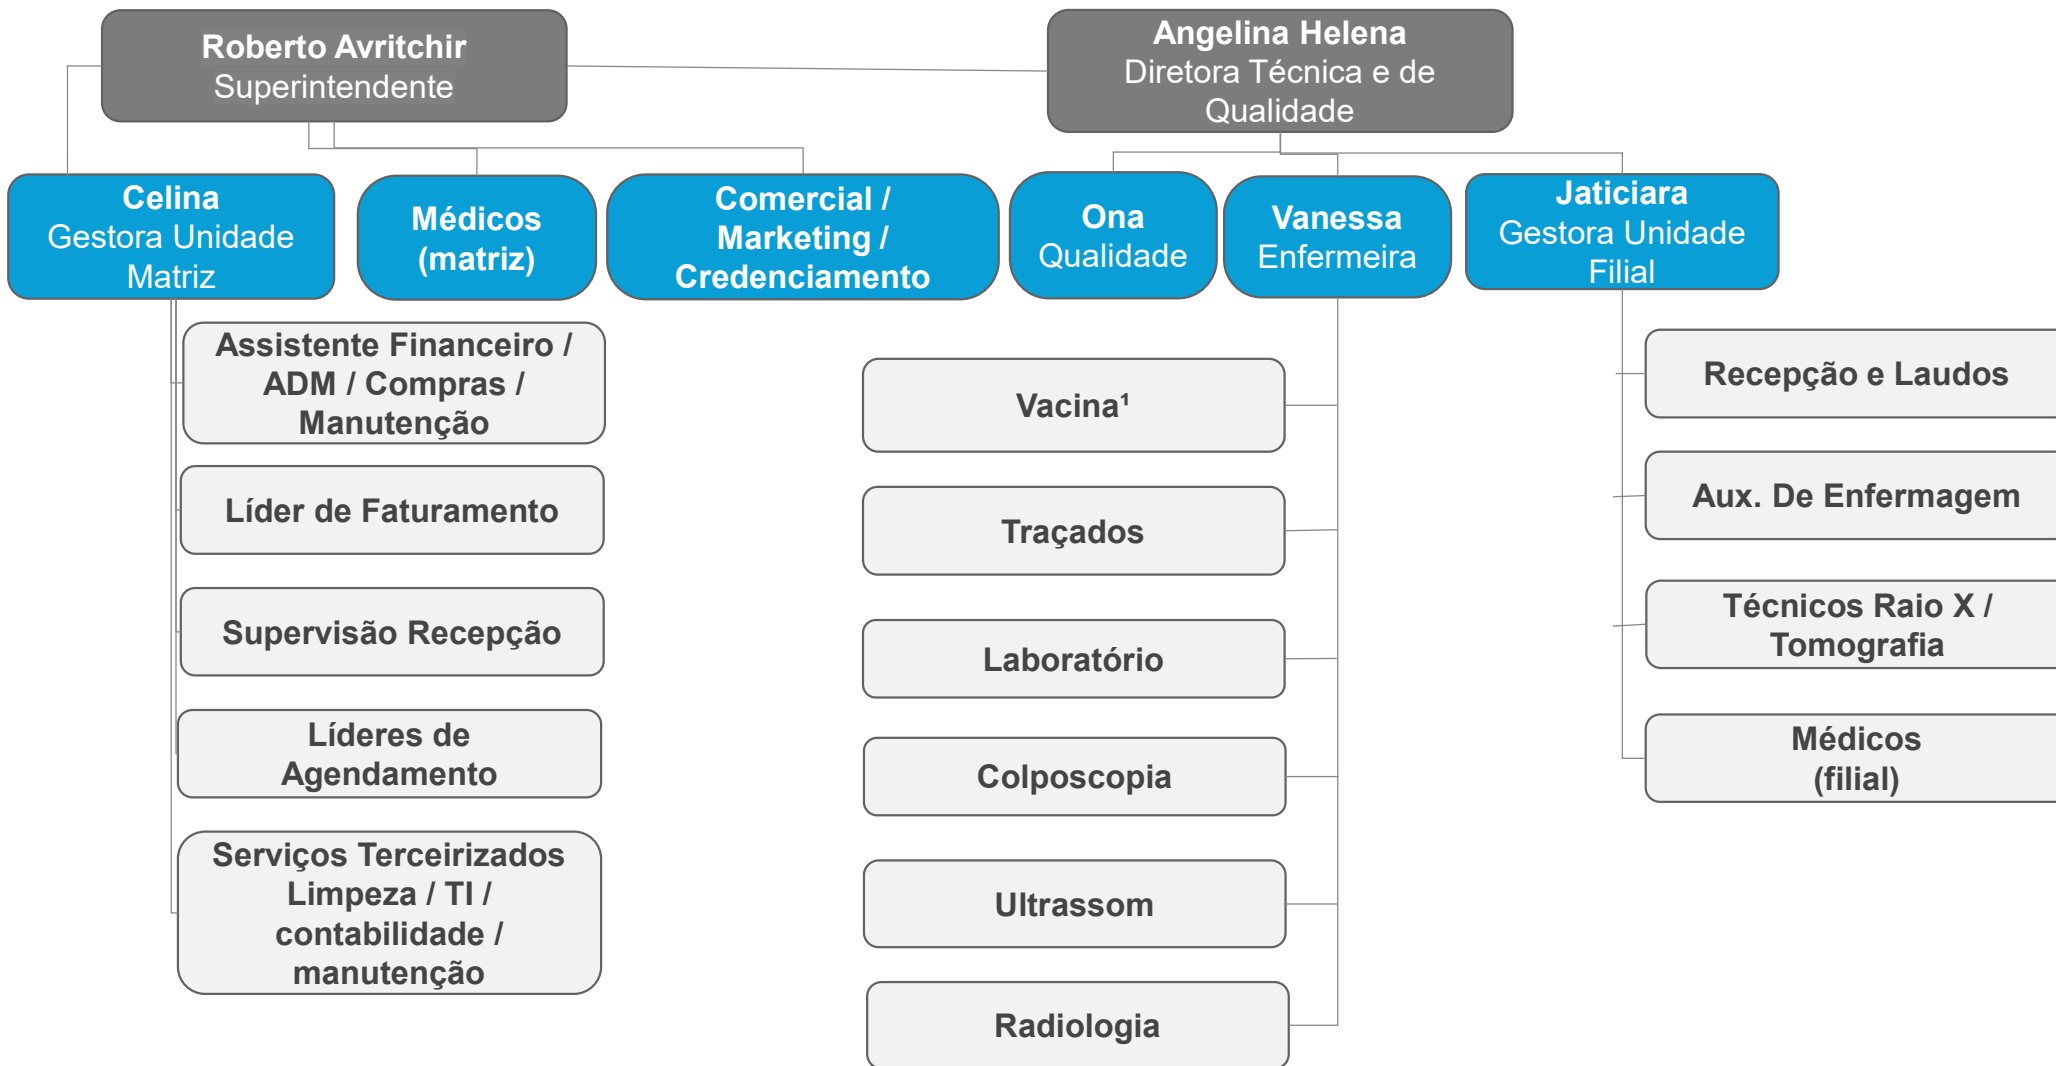 Roberto Avritchir
Superintendente
Angelina Helena
Diretora Técnica e de
Qualidade
Celina
Gestora Unidade
Matriz
Médicos
(matriz)
Comercial /
Marketing /
Credenciamento
Ona
Qualidade
Vanessa
Enfermeira
Jaticiara
Gestora Unidade
Filial
Assistente Financeiro /
ADM / Compras /
Manutenção
Líder de Faturamento
Supervisão Recepção
Líderes de
Agendamento
Serviços Terceirizados
Limpeza / TI /
contabilidade /
manutenção
Vacina¹
Traçados
Laboratório
Colposcopia
Ultrassom
Radiologia
Recepção e Laudos
Aux. De Enfermagem
Técnicos Raio X /
Tomografia
Médicos
(filial)